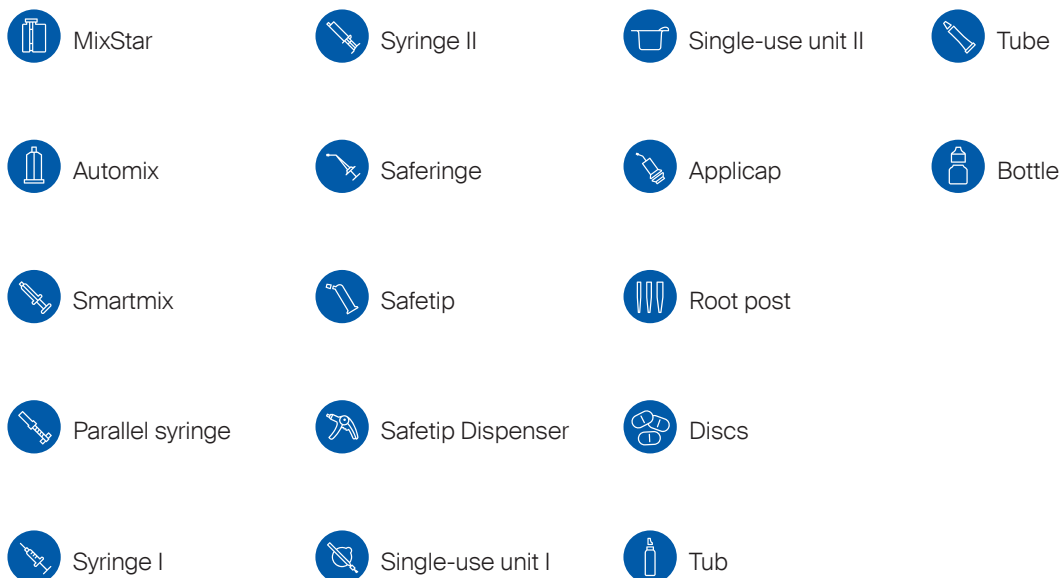 MixStar
Automix
Smartmix
Parallel syringe
Syringe I
Syringe II
Saferinge
Safetip
Safetip Dispenser
Single-use unit I
Single-use unit II
Applicap
Root post
Discs
Tub
Tube
Bottle